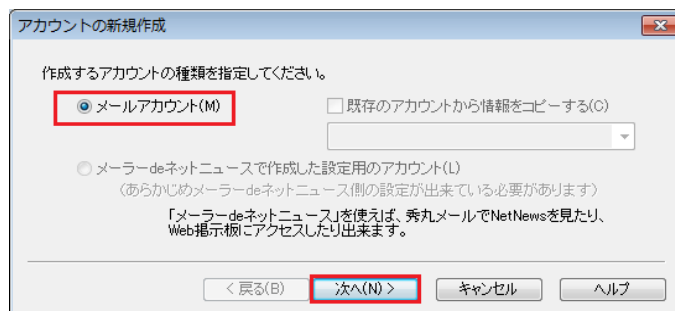 アカウントの新規作成
作成するアカウントの種類を指定してください。
メールアカウント(M)
既存のアカウントから情報をコピーする(C)
メーラーdeネットニュースで作成した設定用のアカウント(L)
(あらかじめメーラーdeネットニュース側の設定が出来ている必要があります)
「メーラーdeネットニュース」を使えば、秀丸メールでNetNewsを見たり、
Web掲示板にアクセスしたり出来ます。
< 戻る(B)
次へ(N) >
キャンセル
ヘルプ